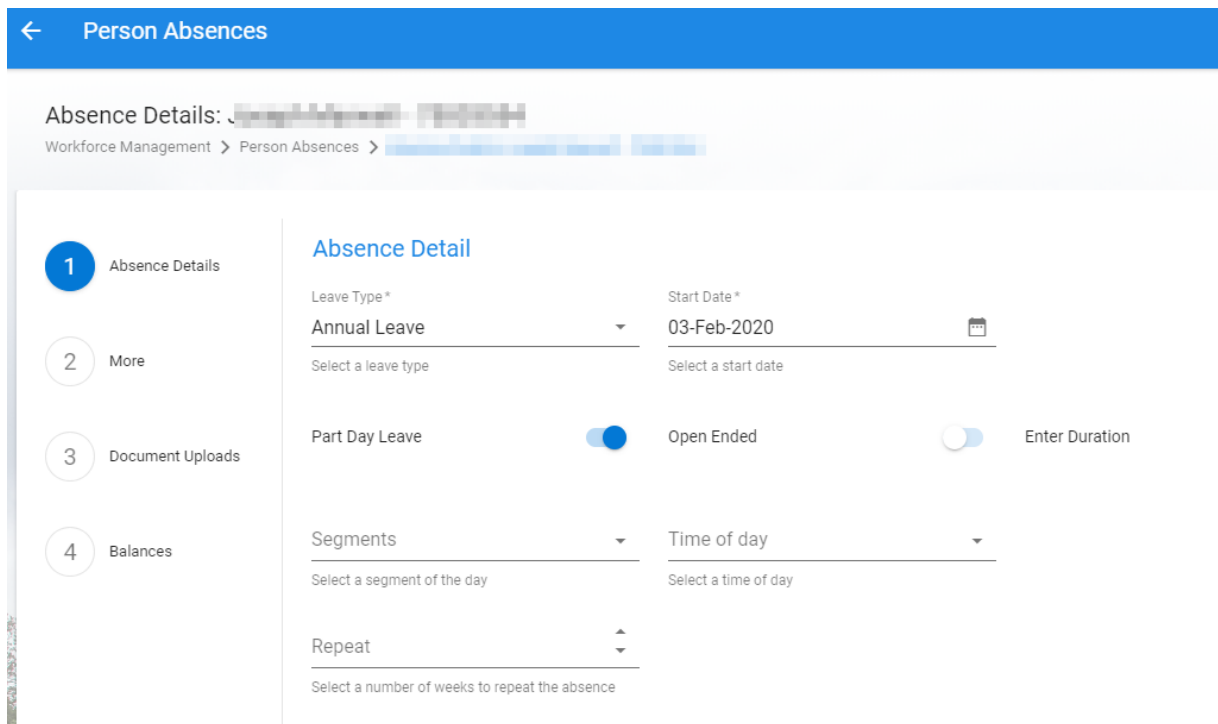 Person Absences
Absence Details:
Workforce Management > Person Absences >
1 Absence Details
2 More
3 Document Uploads
4 Balances
Absence Detail
Leave Type * Start Date *
Annual Leave 03-Feb-2020
Select a leave type Select a start date
Part Day Leave Open Ended Enter Duration
Segments Time of day
Select a segment of the day Select a time of day
Repeat
Select a number of weeks to repeat the absence